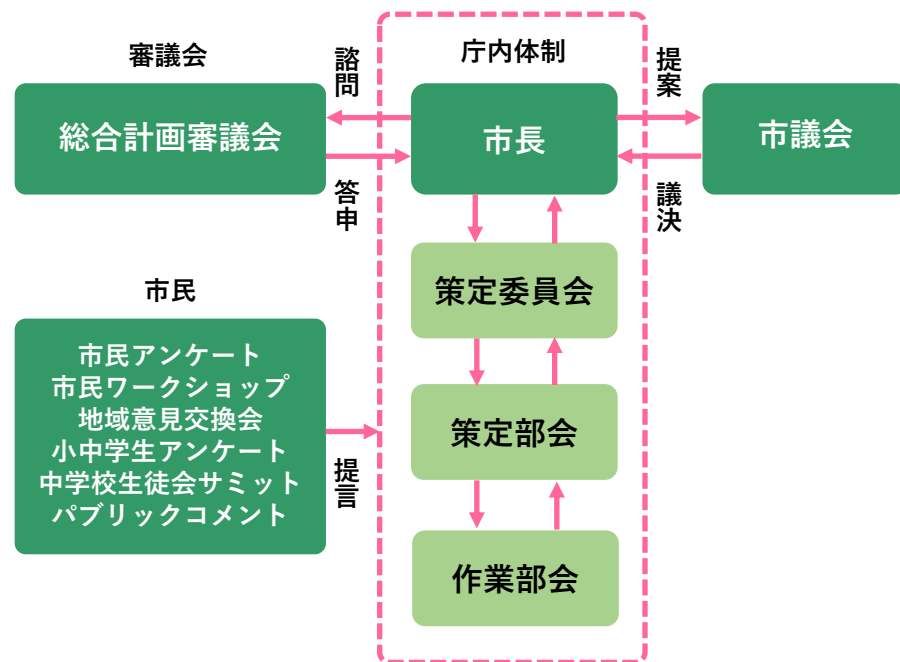 審議会
諮問
庁内体制
提案
総合計画審議会
市長
市議会
答申
議決
策定委員会
市民
市民アンケート
市民ワークショップ
地域意見交換会
小中学生アンケート
中学校生徒会サミット
パブリックコメント
提言
策定部会
作業部会